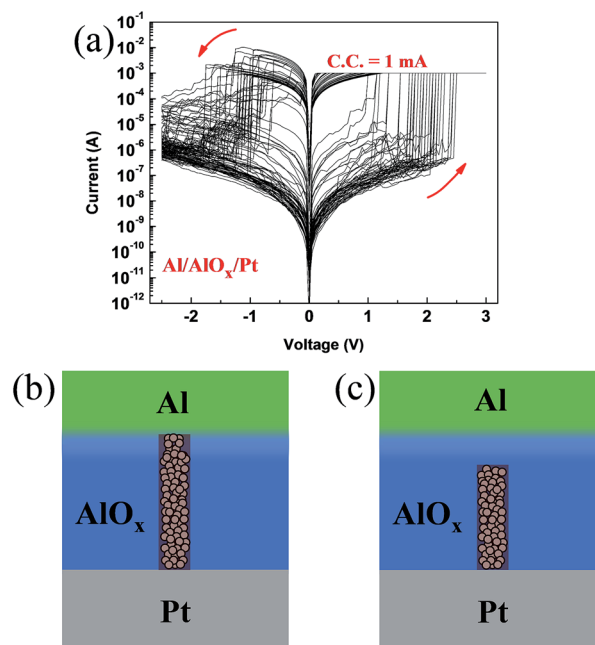 (a)
C.C. = 1 mA
Al/AlOₓ/Pt
Current (A)
10⁻¹
10⁻²
10⁻³
10⁻⁴
10⁻⁵
10⁻⁶
10⁻⁷
10⁻⁸
10⁻⁹
10⁻¹⁰
10⁻¹¹
10⁻¹²
-2 -1 0 1 2 3
Voltage (V)
(b)
Al
AlOₓ
Pt
(c)
Al
AlOₓ
Pt